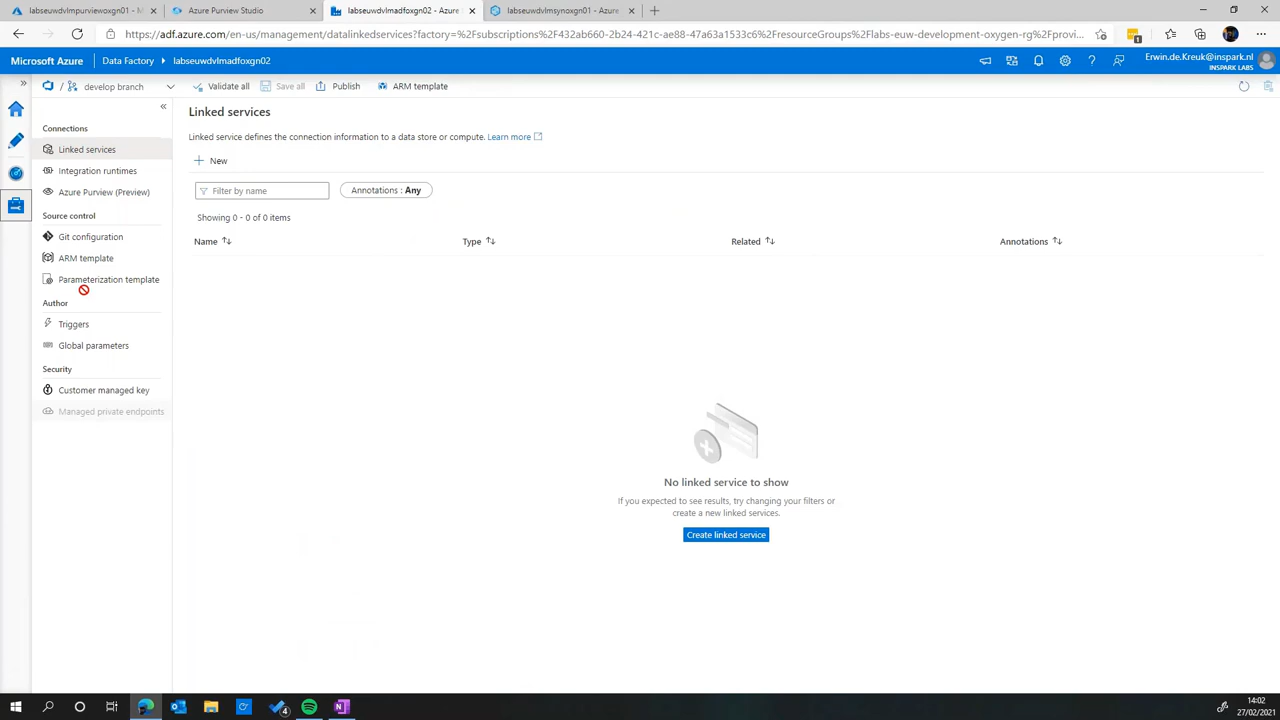 labseuwdvlmpurviewoxgn01 - M
Azure Purview Studio
labseuwdvlmadfoxgn02 - Azure
labseuwdvlmsynoxgn01 - Azure S
https://adf.azure.com/en-us/management/datalinkedservices?factory=%2Fsubscriptions%2F432ab660-2b24-421c-ae88-47a63a1533c6%2FresourceGroups%2Flabs-euw-development-oxygen-rg%2Fprovi...
Microsoft Azure
Data Factory
labseuwdvlmadfoxgn02
Erwin.de.Kreuk@inspark.nl
INSPARK LABS
develop branch
Validate all
Save all
Publish
ARM template
Connections
Linked services
Integration runtimes
Azure Purview (Preview)
Source control
Git configuration
ARM template
Parameterization template
Author
Triggers
Global parameters
Security
Customer managed key
Managed private endpoints
Linked services
Linked service defines the connection information to a data store or compute. Learn more
New
Filter by name
Annotations : Any
Showing 0 - 0 of 0 items
Name
Type
Related
Annotations
No linked service to show
If you expected to see results, try changing your filters or
create a new linked services.
Create linked service
14:02
27/02/2021